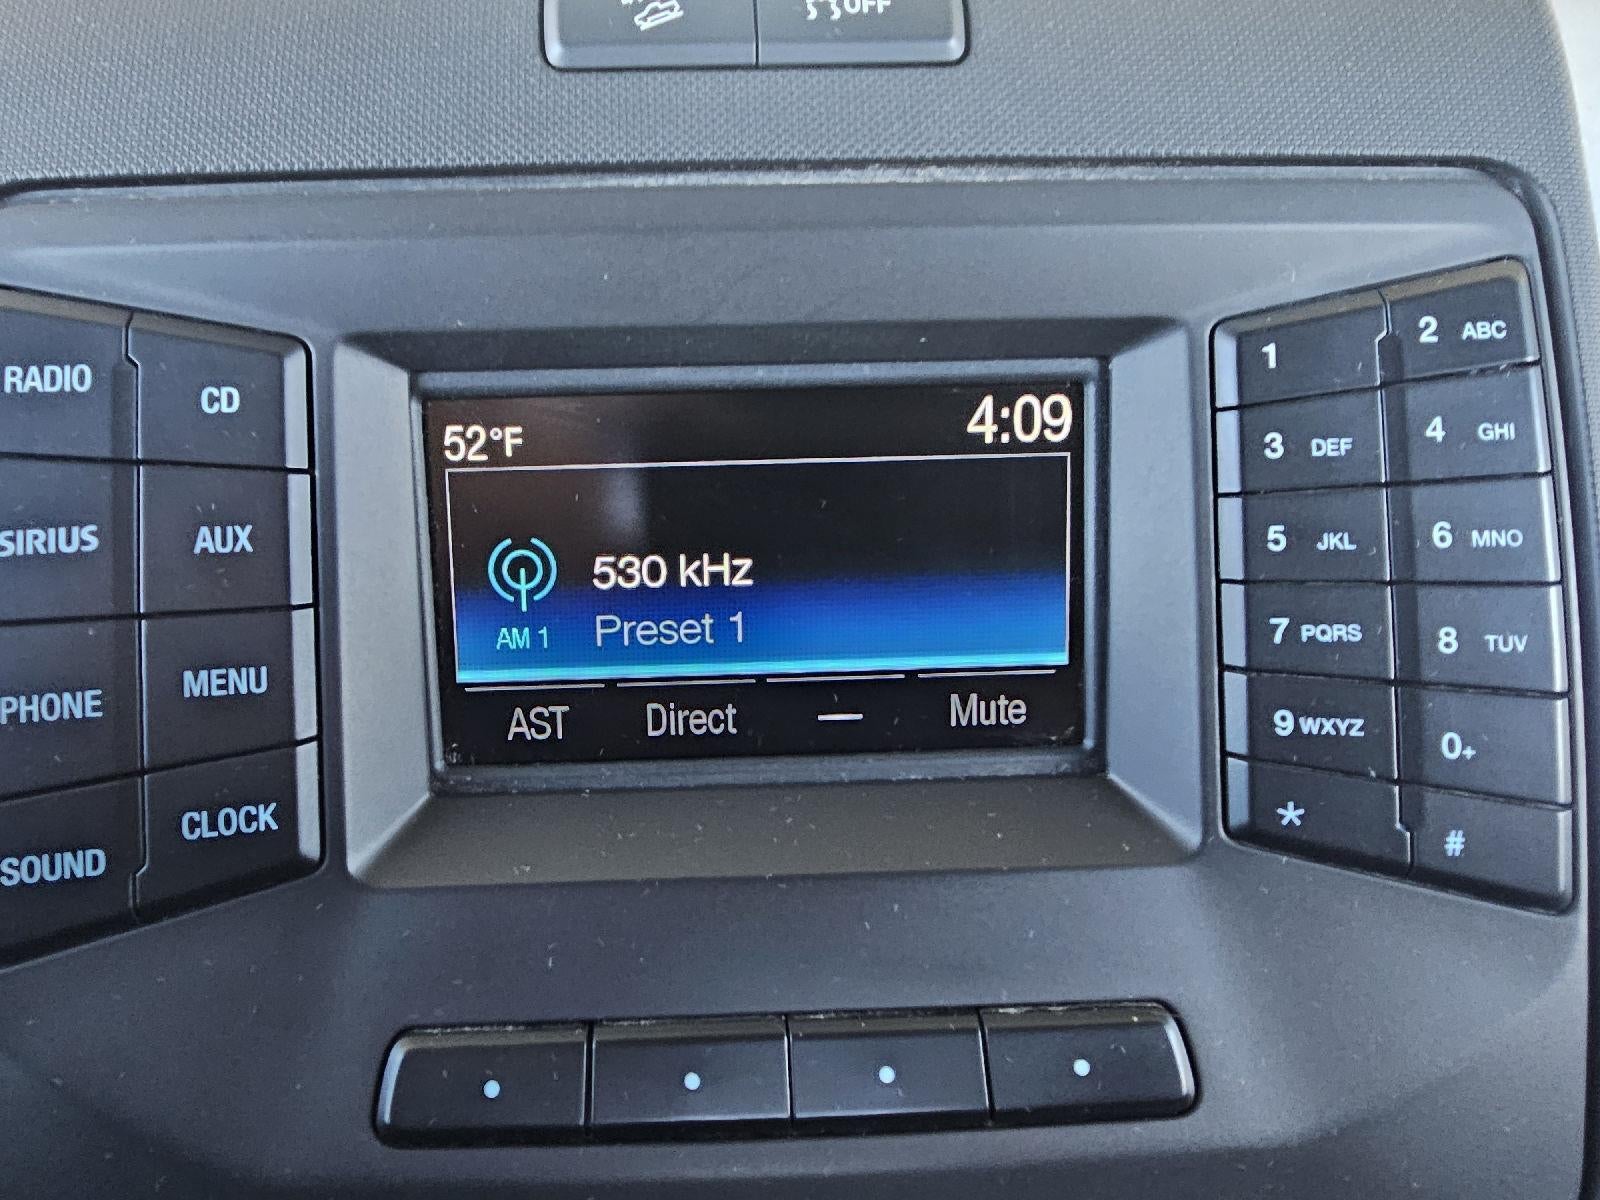 OFF
RADIO
CD
SIRIUS
AUX
PHONE
MENU
SOUND
CLOCK
52°F
4:09
530 kHz
AM 1
Preset 1
AST
Direct
—
Mute
1
2 ABC
3 DEF
4 GHI
5 JKL
6 MNO
7 PQRS
8 TUV
9 WXYZ
0+
*
#